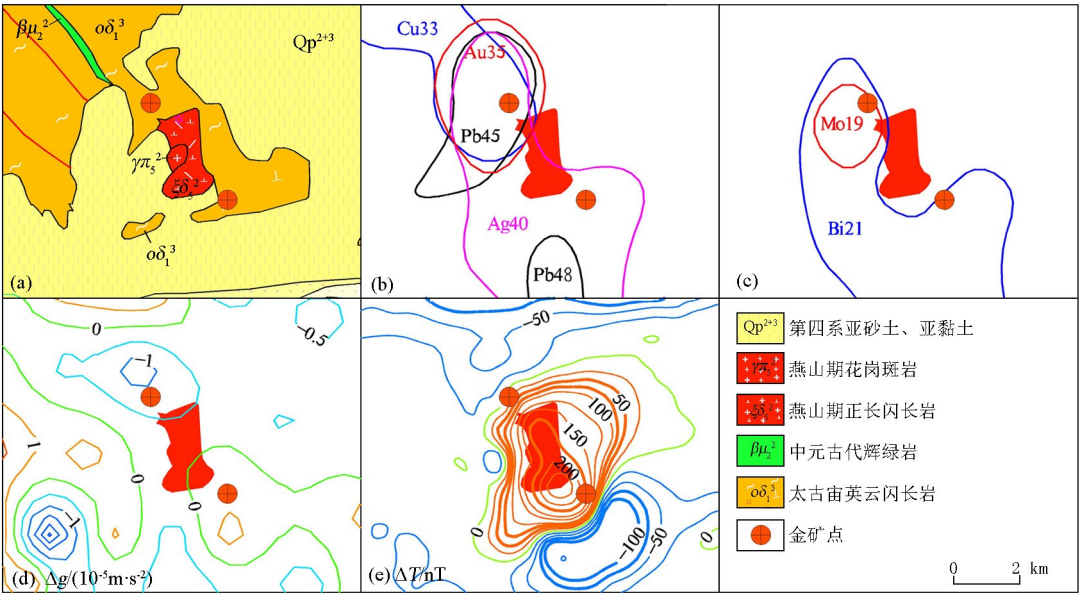 βμ₂²
oδ₁³
Qp²⁺³
γπ₅²
ξδ₅²
oδ₁³
(a)
Cu33
Au35
Pb45
Ag40
Pb48
(b)
Mo19
Bi21
(c)
0
−0.5
−1
1
0
0
−1
(d) Δg/(10⁻⁵m·s⁻²)
−50
50
100
150
200
0
−100
−50
0
(e) ΔT/nT
Qp²⁺³ 第四系亚砂土、亚黏土
γπ₅² 燕山期花岗斑岩
ξδ₅² 燕山期正长闪长岩
βμ₂² 中元古代辉绿岩
oδ₁³ 太古宙英云闪长岩
金矿点
0 2 km